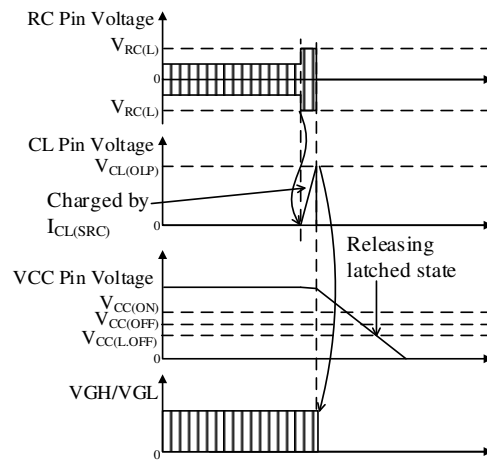 RC Pin Voltage
VRC(L)
0
VRC(L)
CL Pin Voltage
VCL(OLP)
Charged by
ICL(SRC)
0
Releasing
latched state
VCC Pin Voltage
VCC(ON)
VCC(OFF)
VCC(L.OFF)
0
VGH/VGL
0